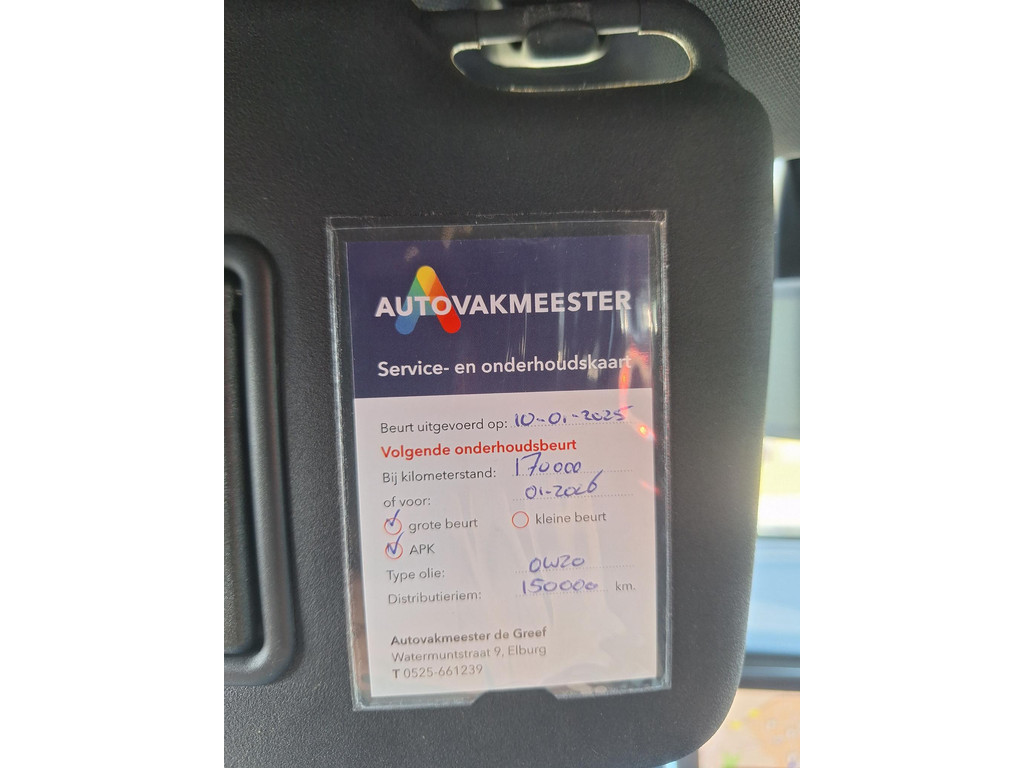 AUTOVAKMEESTER
Service- en onderhoudskaart
Beurt uitgevoerd op: 10-01-2025
Volgende onderhoudsbeurt
Bij kilometerstand: 170000
of voor: 01-2026
grote beurt kleine beurt
APK
Type olie: 0W20
Distributieriem: 150000 km.
Autovakmeester de Greef
Watermuntstraat 9, Elburg
T 0525-661239